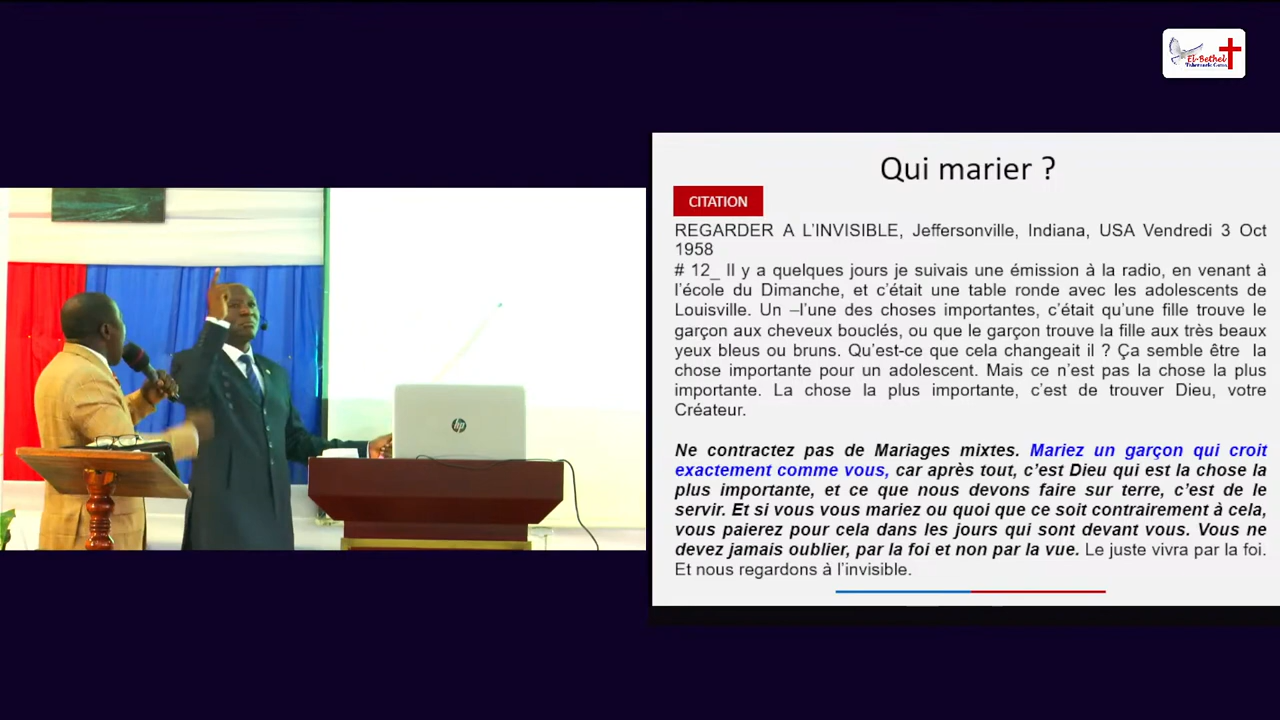 El-Bethel
Tabernacle Goma
Qui marier ?
CITATION
REGARDER A L'INVISIBLE, Jeffersonville, Indiana, USA Vendredi 3 Oct
1958
# 12_ Il y a quelques jours je suivais une émission à la radio, en venant à
l'école du Dimanche, et c'était une table ronde avec les adolescents de
Louisville. Un –l'une des choses importantes, c'était qu'une fille trouve le
garçon aux cheveux bouclés, ou que le garçon trouve la fille aux très beaux
yeux bleus ou bruns. Qu'est-ce que cela changeait il ? Ça semble être la
chose importante pour un adolescent. Mais ce n'est pas la chose la plus
importante. La chose la plus importante, c'est de trouver Dieu, votre
Créateur.
Ne contractez pas de Mariages mixtes. Mariez un garçon qui croit
exactement comme vous, car après tout, c'est Dieu qui est la chose la
plus importante, et ce que nous devons faire sur terre, c'est de le
servir. Et si vous vous mariez ou quoi que ce soit contrairement à cela,
vous paierez pour cela dans les jours qui sont devant vous. Vous ne
devez jamais oublier, par la foi et non par la vue. Le juste vivra par la foi.
Et nous regardons à l'invisible.
hp